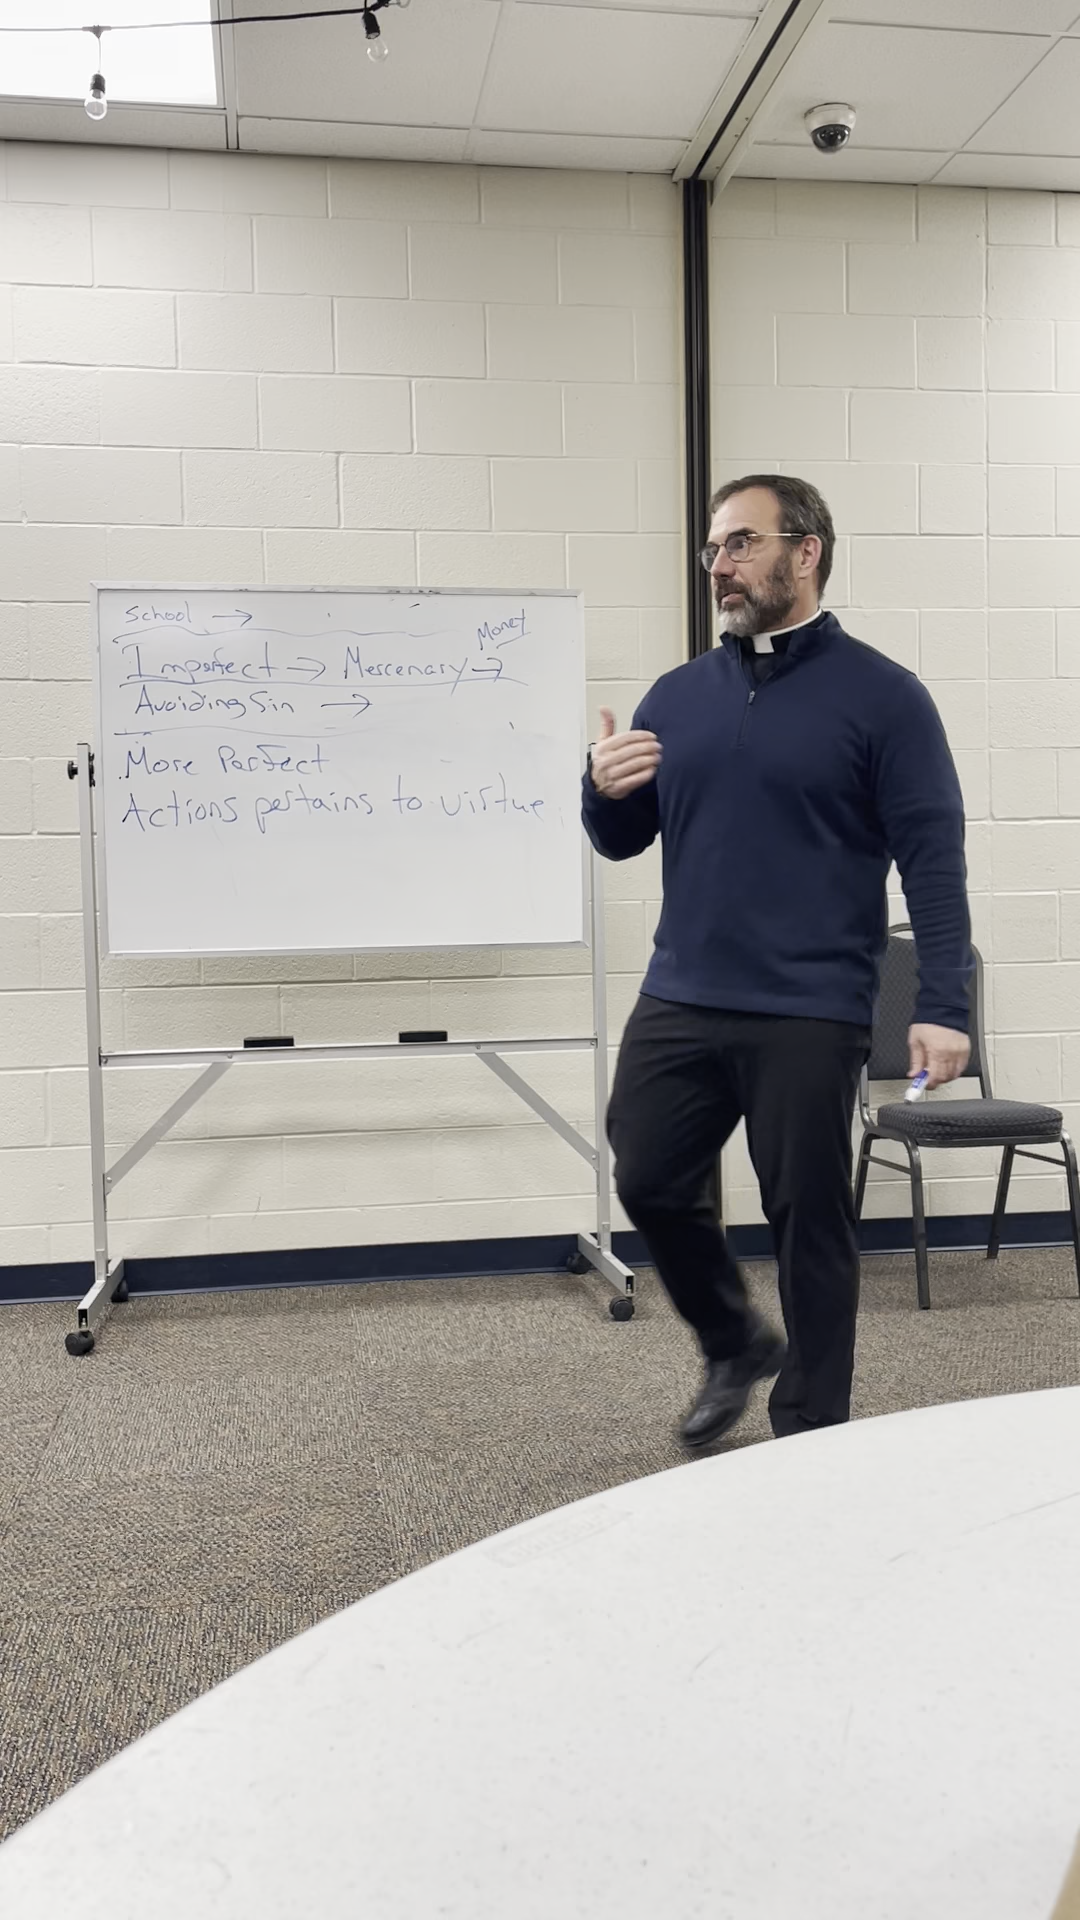 School →
Money
Imperfect → Mercenary →
Avoiding Sin →
More Perfect
Actions pertains to virtue